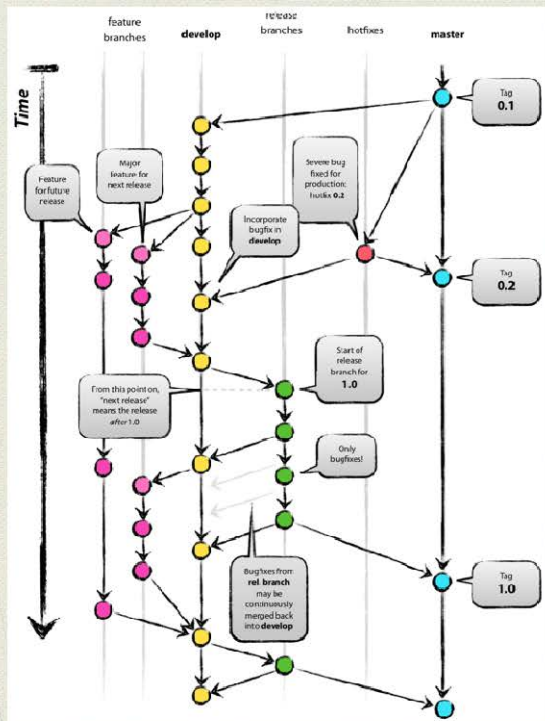 feature
branches
develop
release
branches
hotfixes
master
Time
Tag
0.1
Major
feature for
next release
Feature
for future
release
Severe bug
fixed for
production:
hotfix 0.2
Incorporate
bugfix in
develop
Tag
0.2
Start of
release
branch for
1.0
From this point on,
"next release"
means the release
after 1.0
Only
bugfixes!
Bugfixes from
rel. branch
may be
continuously
merged back
into develop
Tag
1.0